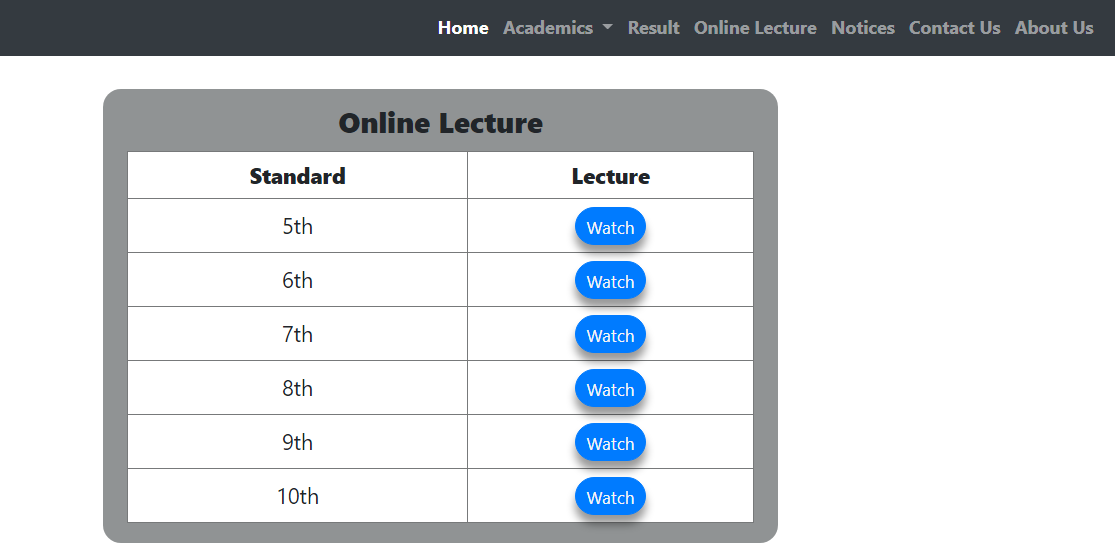 Home Academics Result Online Lecture Notices Contact Us About Us
Online Lecture
Standard Lecture
5th Watch
6th Watch
7th Watch
8th Watch
9th Watch
10th Watch